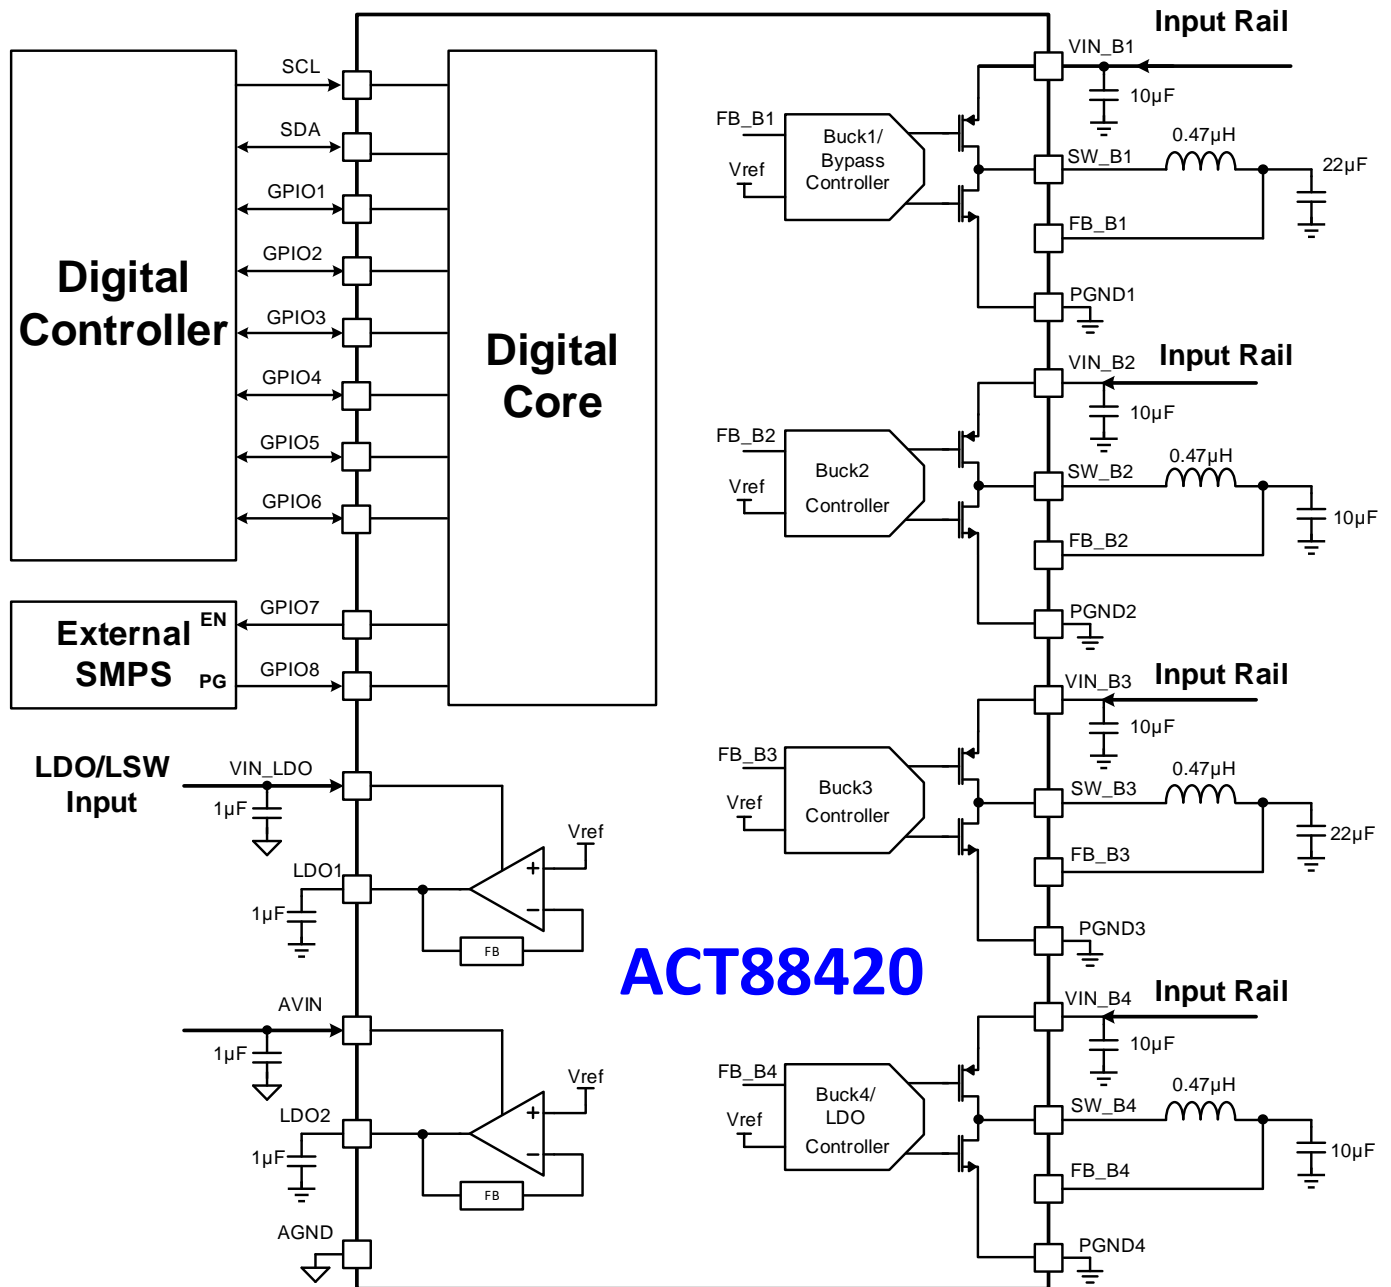 Input Rail
VIN_B1
10µF
SCL
SDA
GPIO1
GPIO2
GPIO3
GPIO4
GPIO5
GPIO6
Digital
Controller
Digital
Core
FB_B1
Vref
Buck1/
Bypass
Controller
SW_B1
0.47µH
22µF
FB_B1
PGND1
Input Rail
VIN_B2
10µF
FB_B2
Vref
Buck2
Controller
SW_B2
0.47µH
10µF
FB_B2
PGND2
External
SMPS
EN
PG
GPIO7
GPIO8
Input Rail
VIN_B3
10µF
FB_B3
Vref
Buck3
Controller
SW_B3
0.47µH
22µF
FB_B3
PGND3
LDO/LSW
Input
VIN_LDO
1µF
Vref
+
−
LDO1
1µF
FB
ACT88420
Input Rail
VIN_B4
10µF
FB_B4
Vref
Buck4/
LDO
Controller
SW_B4
0.47µH
10µF
FB_B4
PGND4
AVIN
1µF
Vref
+
−
LDO2
1µF
FB
AGND